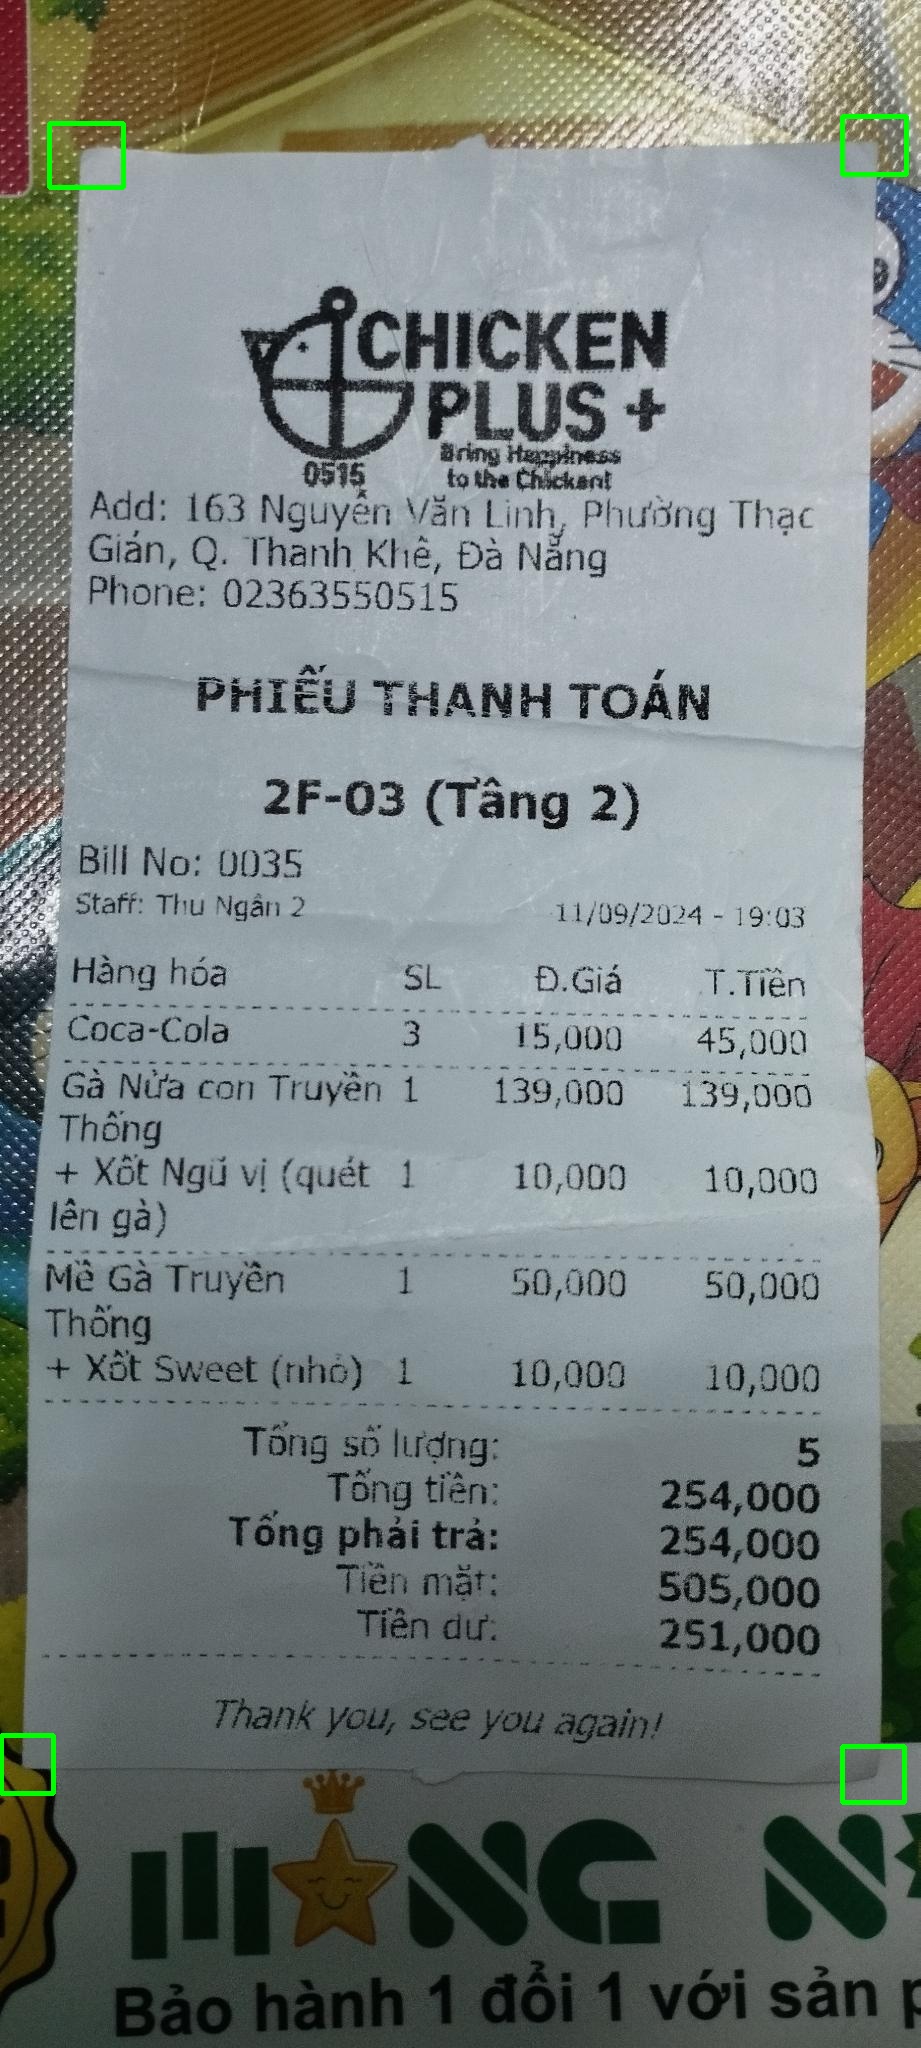 CHICKEN
PLUS +
Bring Happiness
to the Chicken!
0515
Add: 163 Nguyễn Văn Linh, Phường Thạc
Gián, Q. Thanh Khê, Đà Nẵng
Phone: 02363550515
PHIẾU THANH TOÁN
2F-03 (Tầng 2)
Bill No: 0035
Staff: Thu Ngân 2 11/09/2024 - 19:03
Hàng hóa SL Đ.Giá T.Tiền
Coca-Cola 3 15,000 45,000
Gà Nửa con Truyền 1 139,000 139,000
Thống
+ Xốt Ngũ vị (quét 1 10,000 10,000
lên gà)
Mề Gà Truyền 1 50,000 50,000
Thống
+ Xốt Sweet (nhỏ) 1 10,000 10,000
Tổng số lượng: 5
Tổng tiền: 254,000
Tổng phải trả: 254,000
Tiền mặt: 505,000
Tiền dư: 251,000
Thank you, see you again!
Bảo hành 1 đổi 1 với sản